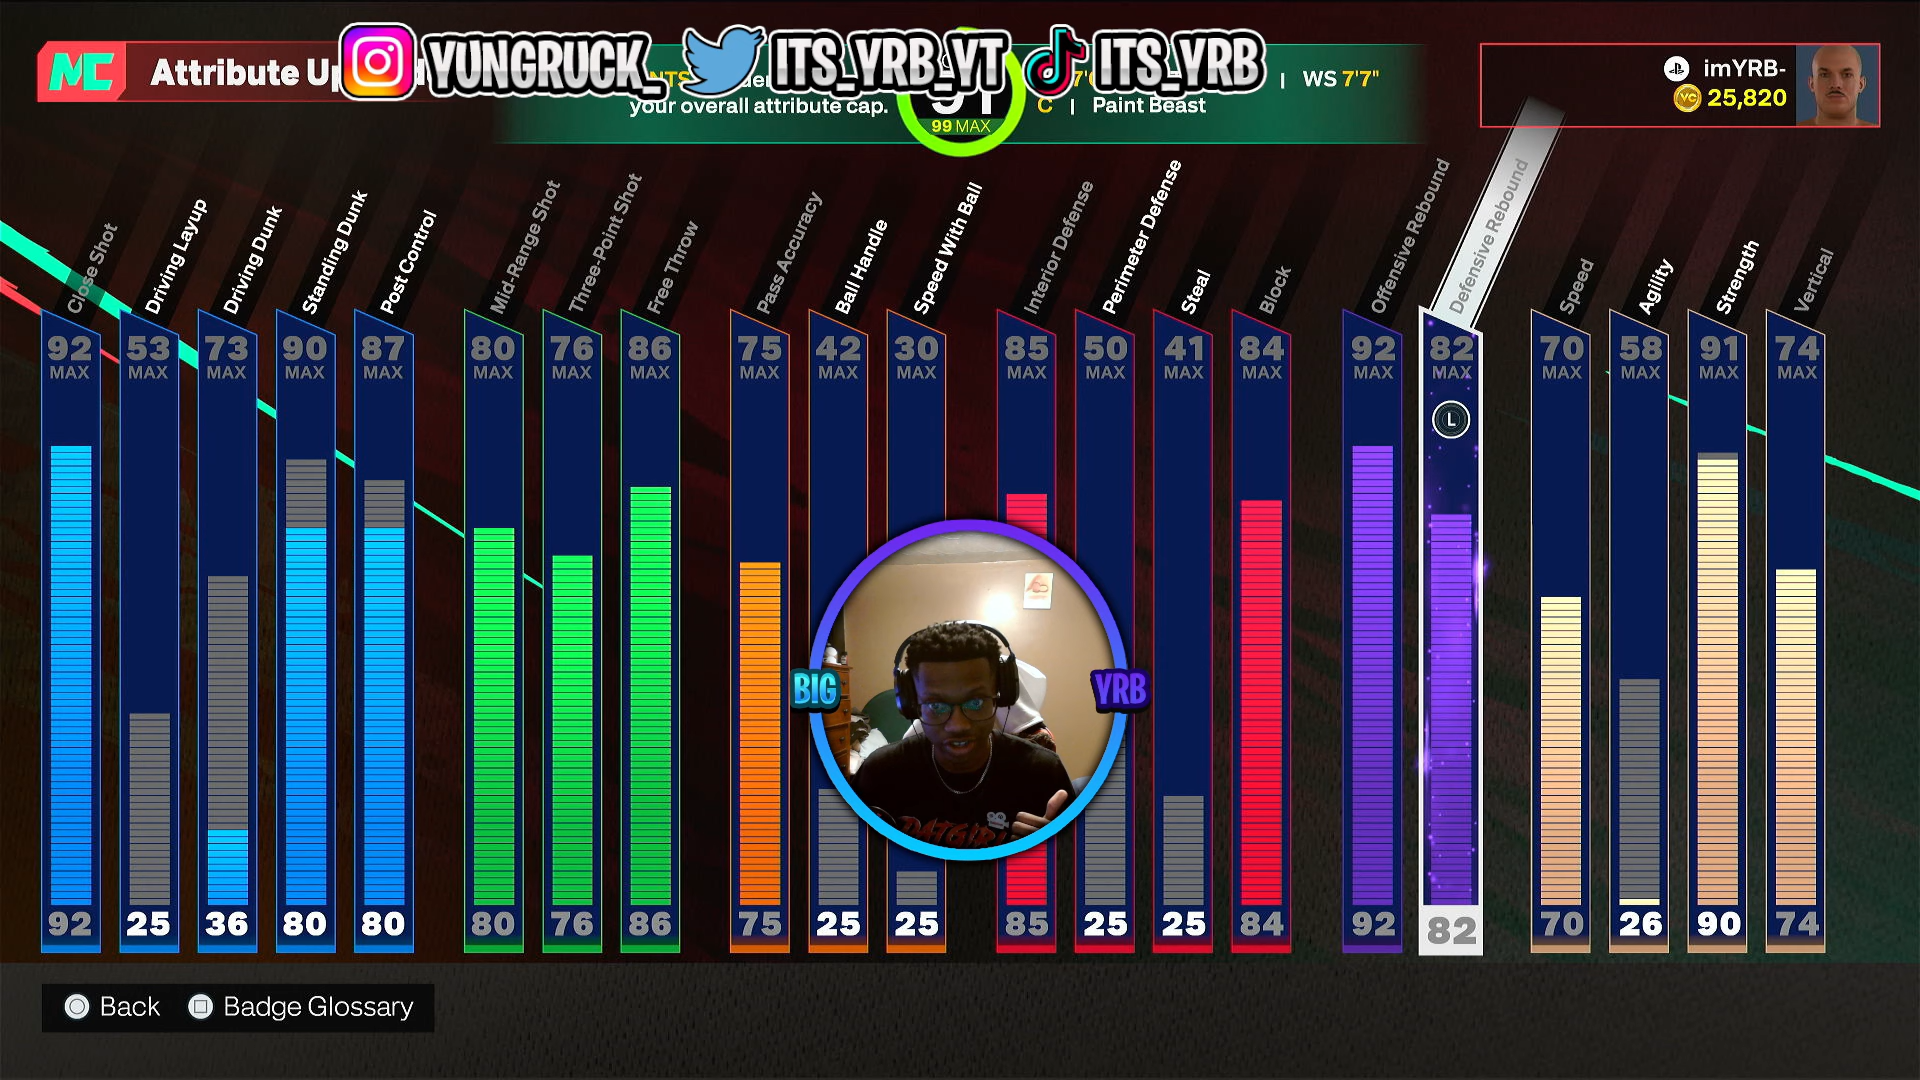 YUNGRUCK_ ITS_YRB_YT ITS_YRB
MC Attribute Up
WS 7'7"
your overall attribute cap.
C | Paint Beast
91
99 MAX
imYRB-
VC 25,820
Close Shot Driving Layup Driving Dunk Standing Dunk Post Control Mid-Range Shot Three-Point Shot Free Throw Pass Accuracy Ball Handle Speed With Ball Interior Defense Perimeter Defense Steal Block Offensive Rebound Defensive Rebound Speed Agility Strength Vertical
92 53 73 90 87 80 76 86 75 42 30 85 50 41 84 92 82 70 58 91 74
MAX MAX MAX MAX MAX MAX MAX MAX MAX MAX MAX MAX MAX MAX MAX MAX MAX MAX MAX MAX MAX
L
BIG YRB
92 25 36 80 80 80 76 86 75 25 25 85 25 25 84 92 82 70 26 90 74
Back Badge Glossary